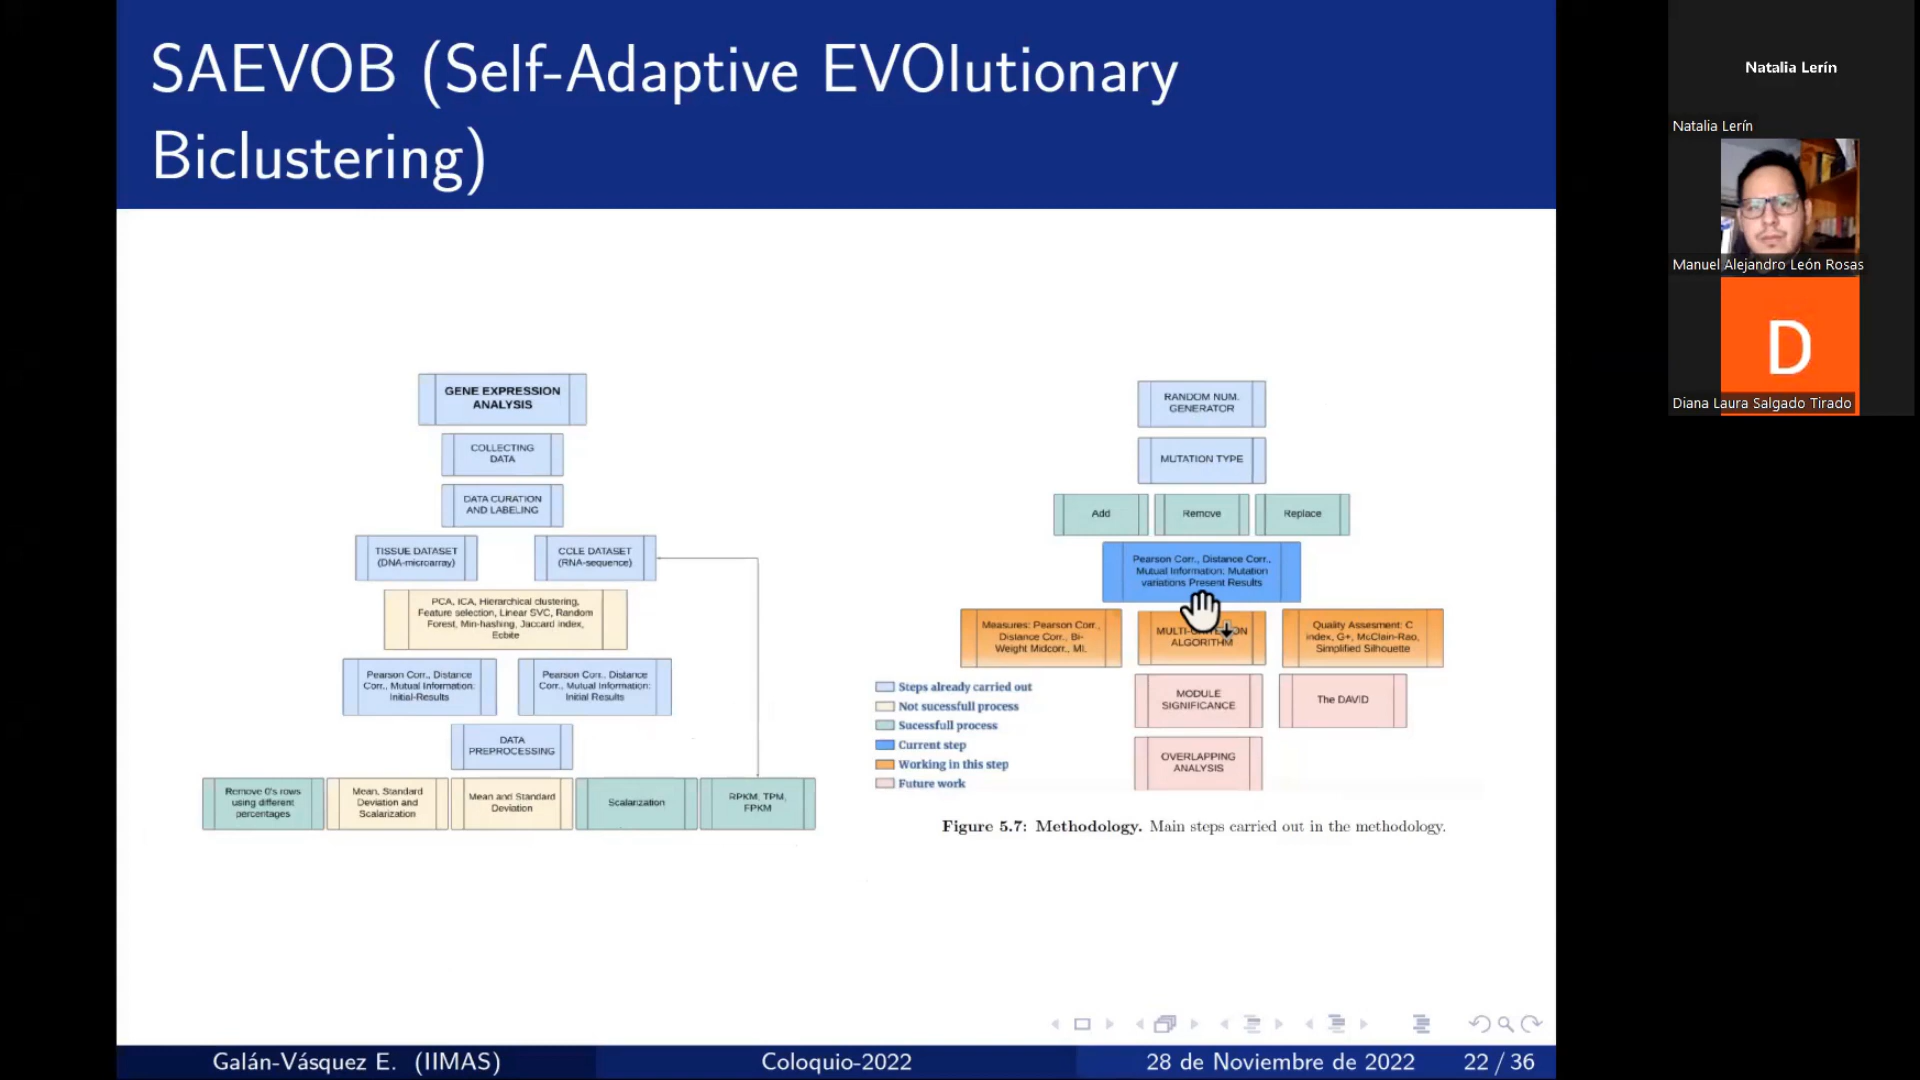 SAEVOB (Self-Adaptive EVOlutionary
Biclustering)
GENE EXPRESSION
ANALYSIS
COLLECTING
DATA
DATA CURATION
AND LABELING
TISSUE DATASET
(DNA-microarray)
CCLE DATASET
(RNA-sequence)
PCA, ICA, Hierarchical clustering,
Feature selection, Linear SVC, Random
Forest, Min-hashing, Jaccard index,
Ecbite
Pearson Corr., Distance
Corr., Mutual Information:
Initial-Results
Pearson Corr., Distance
Corr., Mutual Information:
Initial Results
DATA
PREPROCESSING
Remove 0's rows
using different
percentages
Mean, Standard
Deviation and
Scalarization
Mean and Standard
Deviation
Scalarization
RPKM, TPM,
FPKM
RANDOM NUM.
GENERATOR
MUTATION TYPE
Add
Remove
Replace
Pearson Corr., Distance Corr.,
Mutual Information: Mutation
variations Present Results
Measures: Pearson Corr.,
Distance Corr., Bi-
Weight Midcorr., MI.
ALGORITHM
Quality Assesment: C
index, G+, McClain-Rao,
Simplified Silhouette
MODULE
SIGNIFICANCE
The DAVID
OVERLAPPING
ANALYSIS
Steps already carried out
Not sucessfull process
Sucessfull process
Current step
Working in this step
Future work
Figure 5.7: Methodology. Main steps carried out in the methodology.
Galán-Vásquez E. (IIMAS)
Coloquio-2022
28 de Noviembre de 2022
22 / 36
Natalia Lerín
Natalia Lerín
Manuel Alejandro León Rosas
D
Diana Laura Salgado Tirado